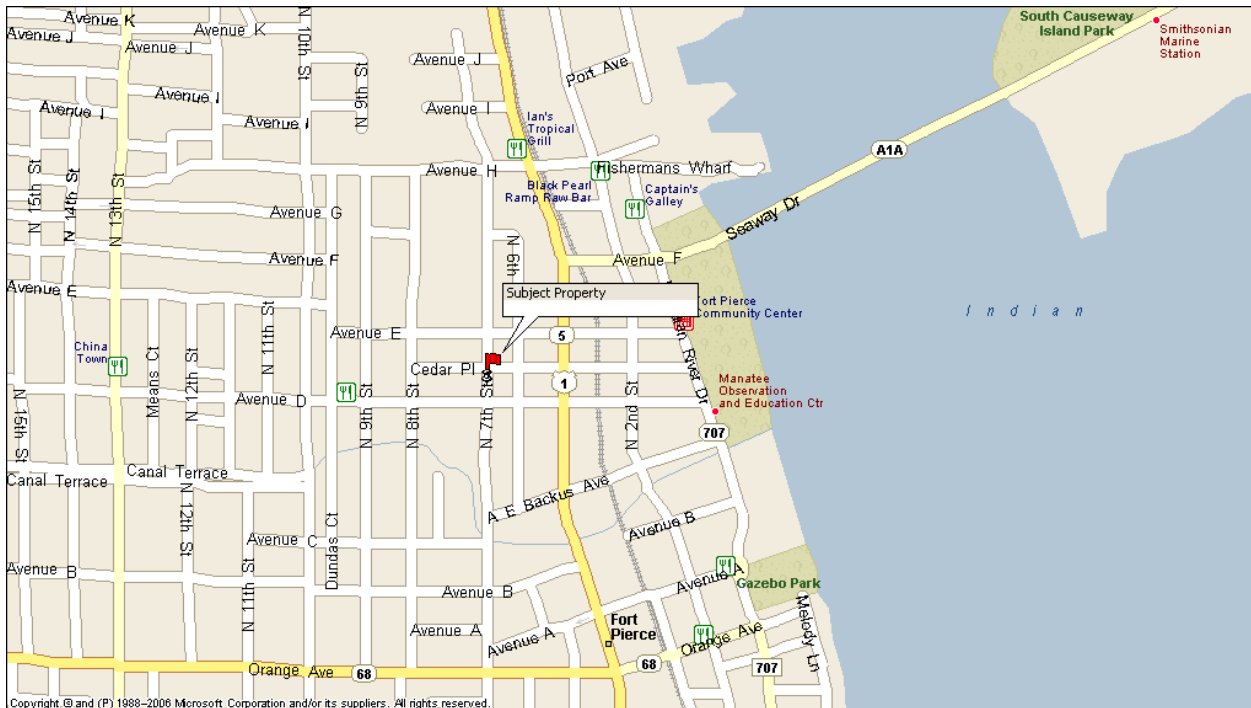 South Causeway
Island Park
Smithsonian
Marine
Station
Avenue K
Avenue K
Avenue K
Avenue J
Avenue J
Avenue J
N 10th St
N 9th St
Port Ave
Avenue I
Avenue I
Avenue I
Avenue I
Ian's
Tropical
Grill
A1A
N 15th St
N 14th St
N 13th St
Avenue H
Fishermans Wharf
Black Pearl
Ramp Raw Bar
Captain's
Galley
Avenue G
Seaway Dr
N 6th
Avenue F
Avenue F
Avenue E
Subject Property
Fort Pierce
Community Center
Indian
Avenue E
5
China
Town
Means Ct
N 12th St
N 11th St
Cedar Pl
1
N 2nd St
River Dr
Manatee
Observation
and Education Ctr
N 15th St
Avenue D
N 9th St
N 8th St
N 7th St
707
Canal Terrace
Canal Terrace
N 12th St
A E Backus Ave
Avenue B
Avenue C
Dundas Ct
Avenue B
N 11th St
Avenue B
Avenue A
Gazebo Park
Melody Ln
Avenue A
Avenue A
Fort
Pierce
Orange Ave
Orange Ave
68
68
707
Copyright © and (P) 1988–2006 Microsoft Corporation and/or its suppliers. All rights reserved.